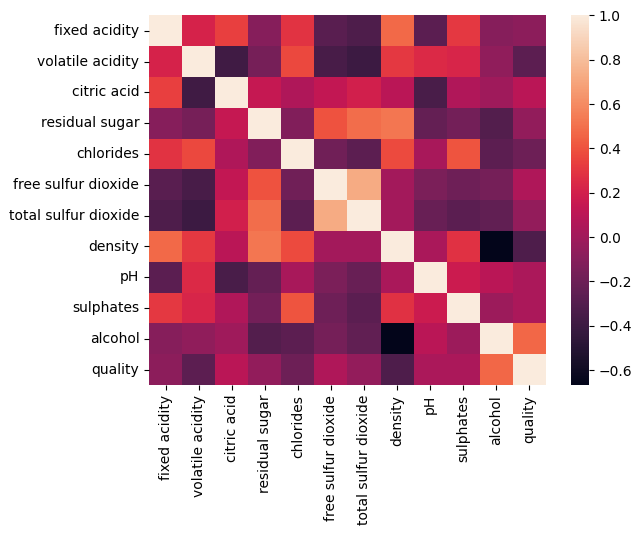 fixed acidity
volatile acidity
citric acid
residual sugar
chlorides
free sulfur dioxide
total sulfur dioxide
density
pH
sulphates
alcohol
quality
fixed acidity
volatile acidity
citric acid
residual sugar
chlorides
free sulfur dioxide
total sulfur dioxide
density
pH
sulphates
alcohol
quality
1.0
0.8
0.6
0.4
0.2
0.0
−0.2
−0.4
−0.6